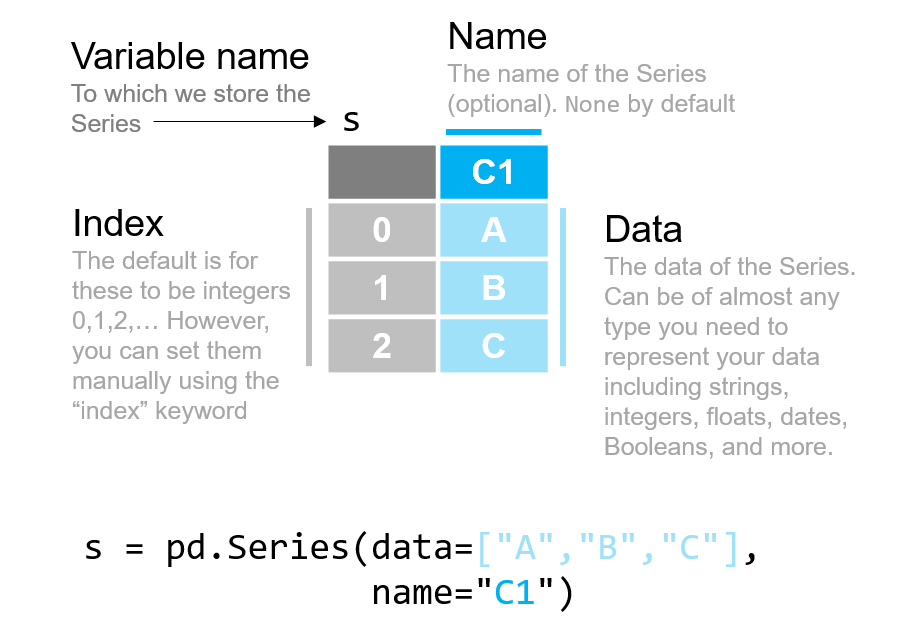 Variable name
To which we store the
Series
s
Name
The name of the Series
(optional). None by default
C1
0 A
1 B
2 C
Index
The default is for
these to be integers
0,1,2,… However,
you can set them
manually using the
“index” keyword
Data
The data of the Series.
Can be of almost any
type you need to
represent your data
including strings,
integers, floats, dates,
Booleans, and more.
s = pd.Series(data=["A","B","C"],
name="C1")